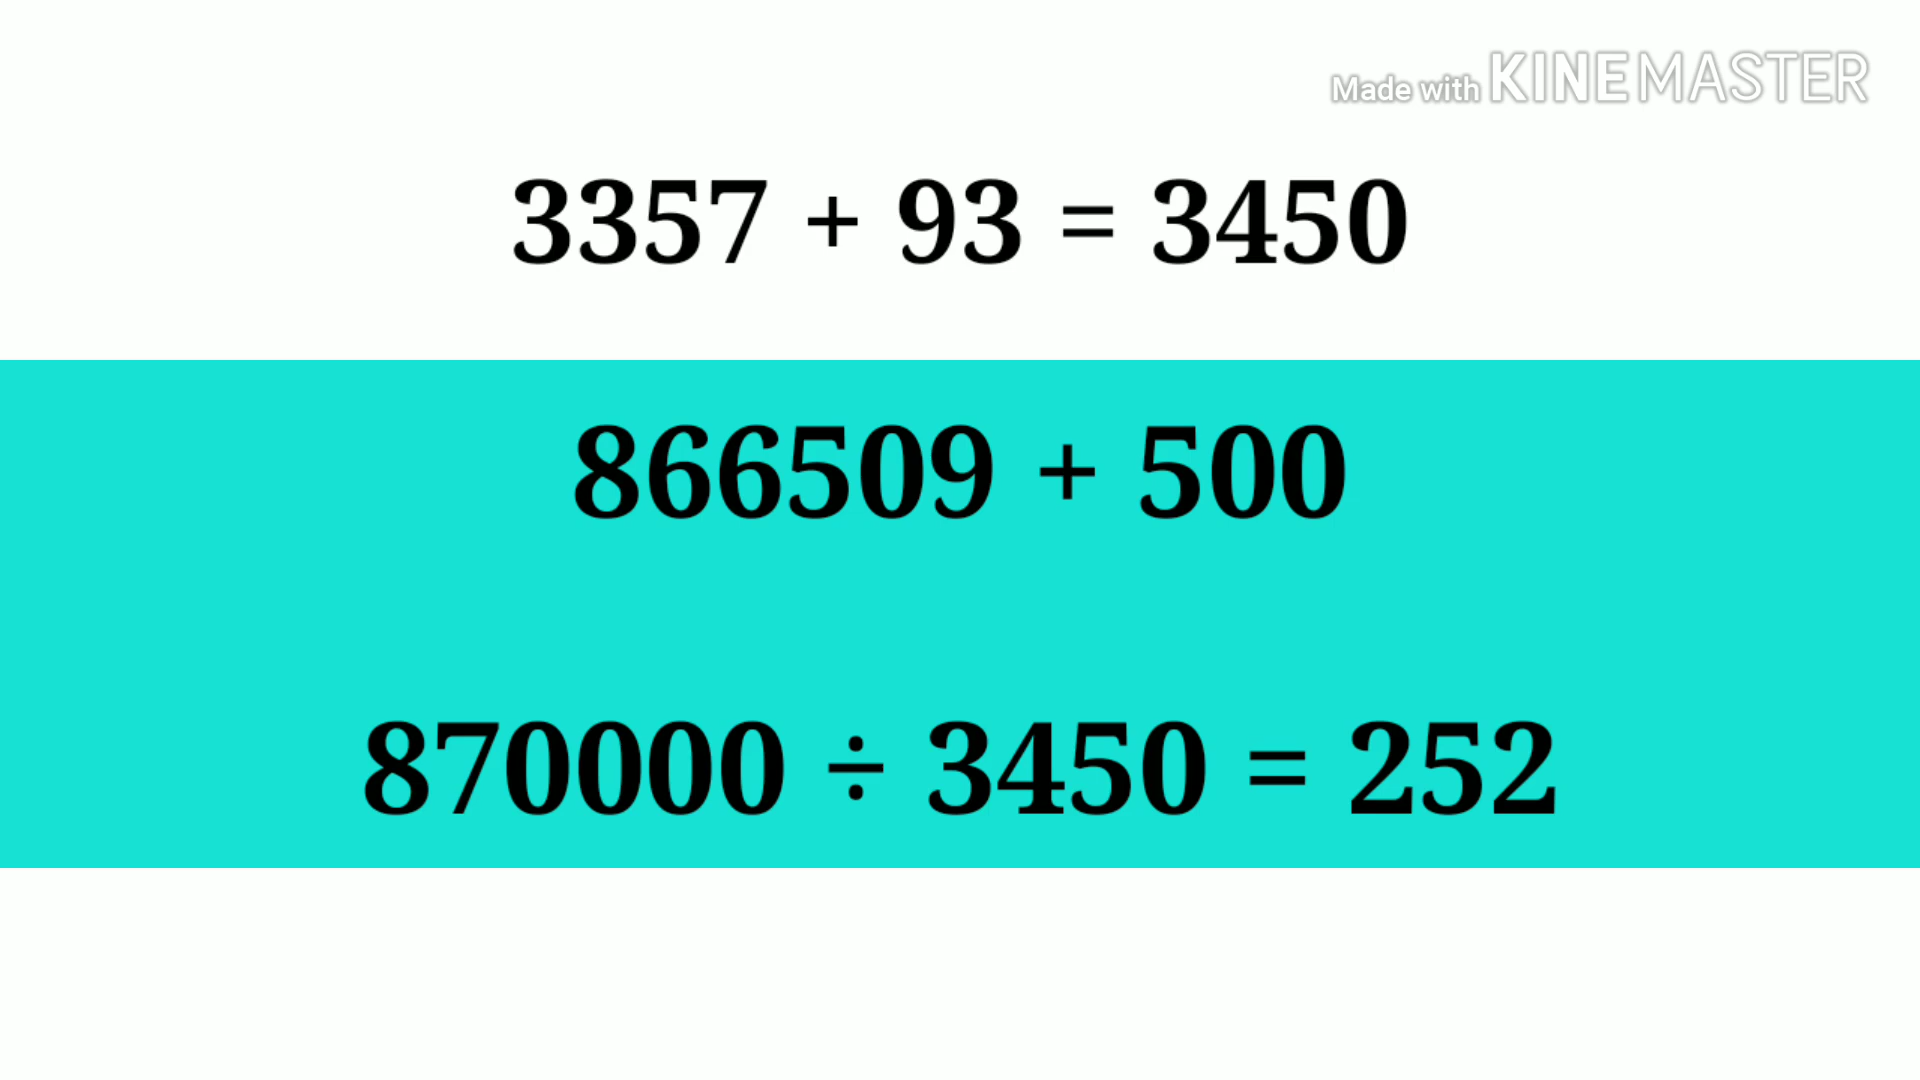 Made with KINEMASTER
3357 + 93 = 3450
866509 + 500
870000 ÷ 3450 = 252